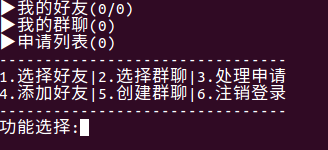 ▶我的好友(0/0)
▶我的群聊(0)
▶申请列表(0)
--------------------------------
1.选择好友|2.选择群聊|3.处理申请
4.添加好友|5.创建群聊|6.注销登录
--------------------------------
功能选择: